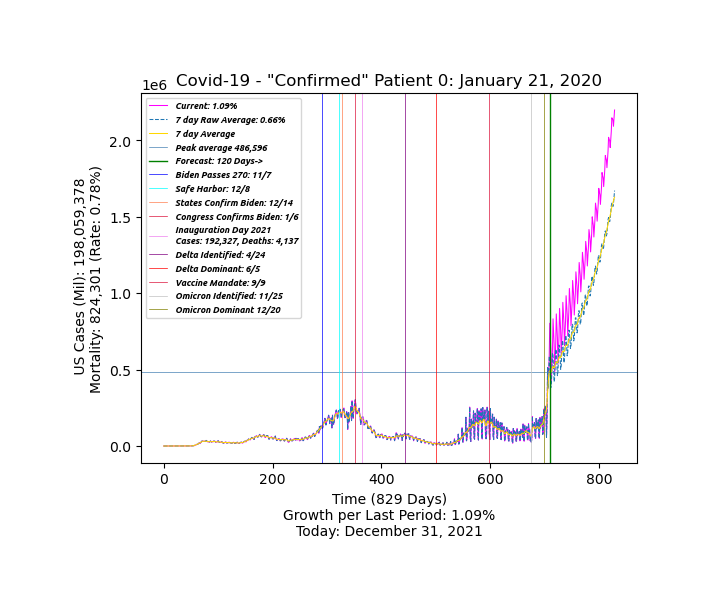 Covid-19 - "Confirmed" Patient 0: January 21, 2020
1e6
Current: 1.09%
7 day Raw Average: 0.66%
7 day Average
Peak average 486,596
Forecast: 120 Days->
Biden Passes 270: 11/7
Safe Harbor: 12/8
States Confirm Biden: 12/14
Congress Confirms Biden: 1/6
Inauguration Day 2021
Cases: 192,327, Deaths: 4,137
Delta Identified: 4/24
Delta Dominant: 6/5
Vaccine Mandate: 9/9
Omicron Identified: 11/25
Omicron Dominant 12/20
2.0
1.5
1.0
0.5
0.0
US Cases (Mil): 198,059,378
Mortality: 824,301 (Rate: 0.78%)
0 200 400 600 800
Time (829 Days)
Growth per Last Period: 1.09%
Today: December 31, 2021